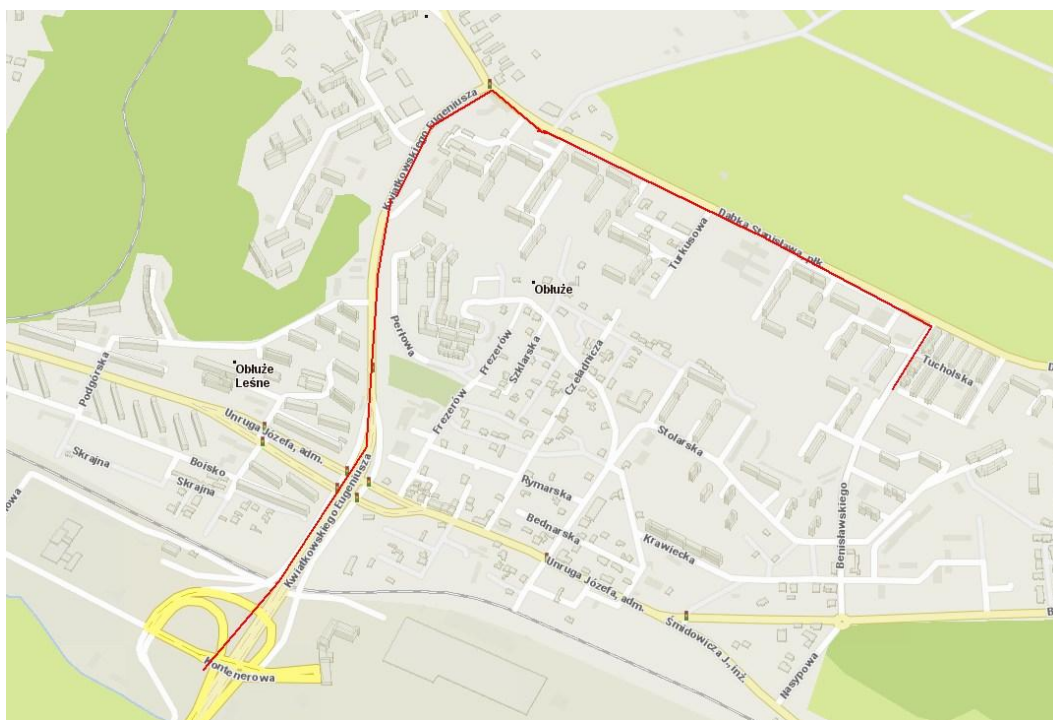 Kwiatkowskiego Eugeniusza
Dąbka Stanisława, płk.
Turkusowa
Obłuże
Perłowa
Frezerów
Szklarska
Czeladnicza
Tucholska
Podgórska
Obłuże
Leśne
Frezerów
Unruga Józefa, adm.
Stolarska
Skrajna
Boisko
Skrajna
Rymarska
Kwiatkowskiego Eugeniusza
Bednarska
Krawiecka
Benisławskiego
Unruga Józefa, adm.
Śmidowicza J., inż.
Nasypowa
Kontenerowa